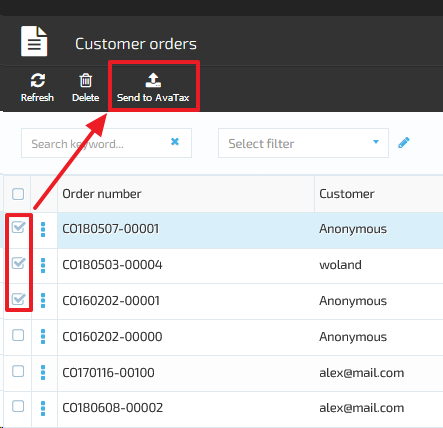 Customer orders
Refresh Delete Send to AvaTax
Search keyword... Select filter
Order number Customer
CO180507-00001 Anonymous
CO180503-00004 woland
CO160202-00001 Anonymous
CO160202-00000 Anonymous
CO170116-00100 alex@mail.com
CO180608-00002 alex@mail.com